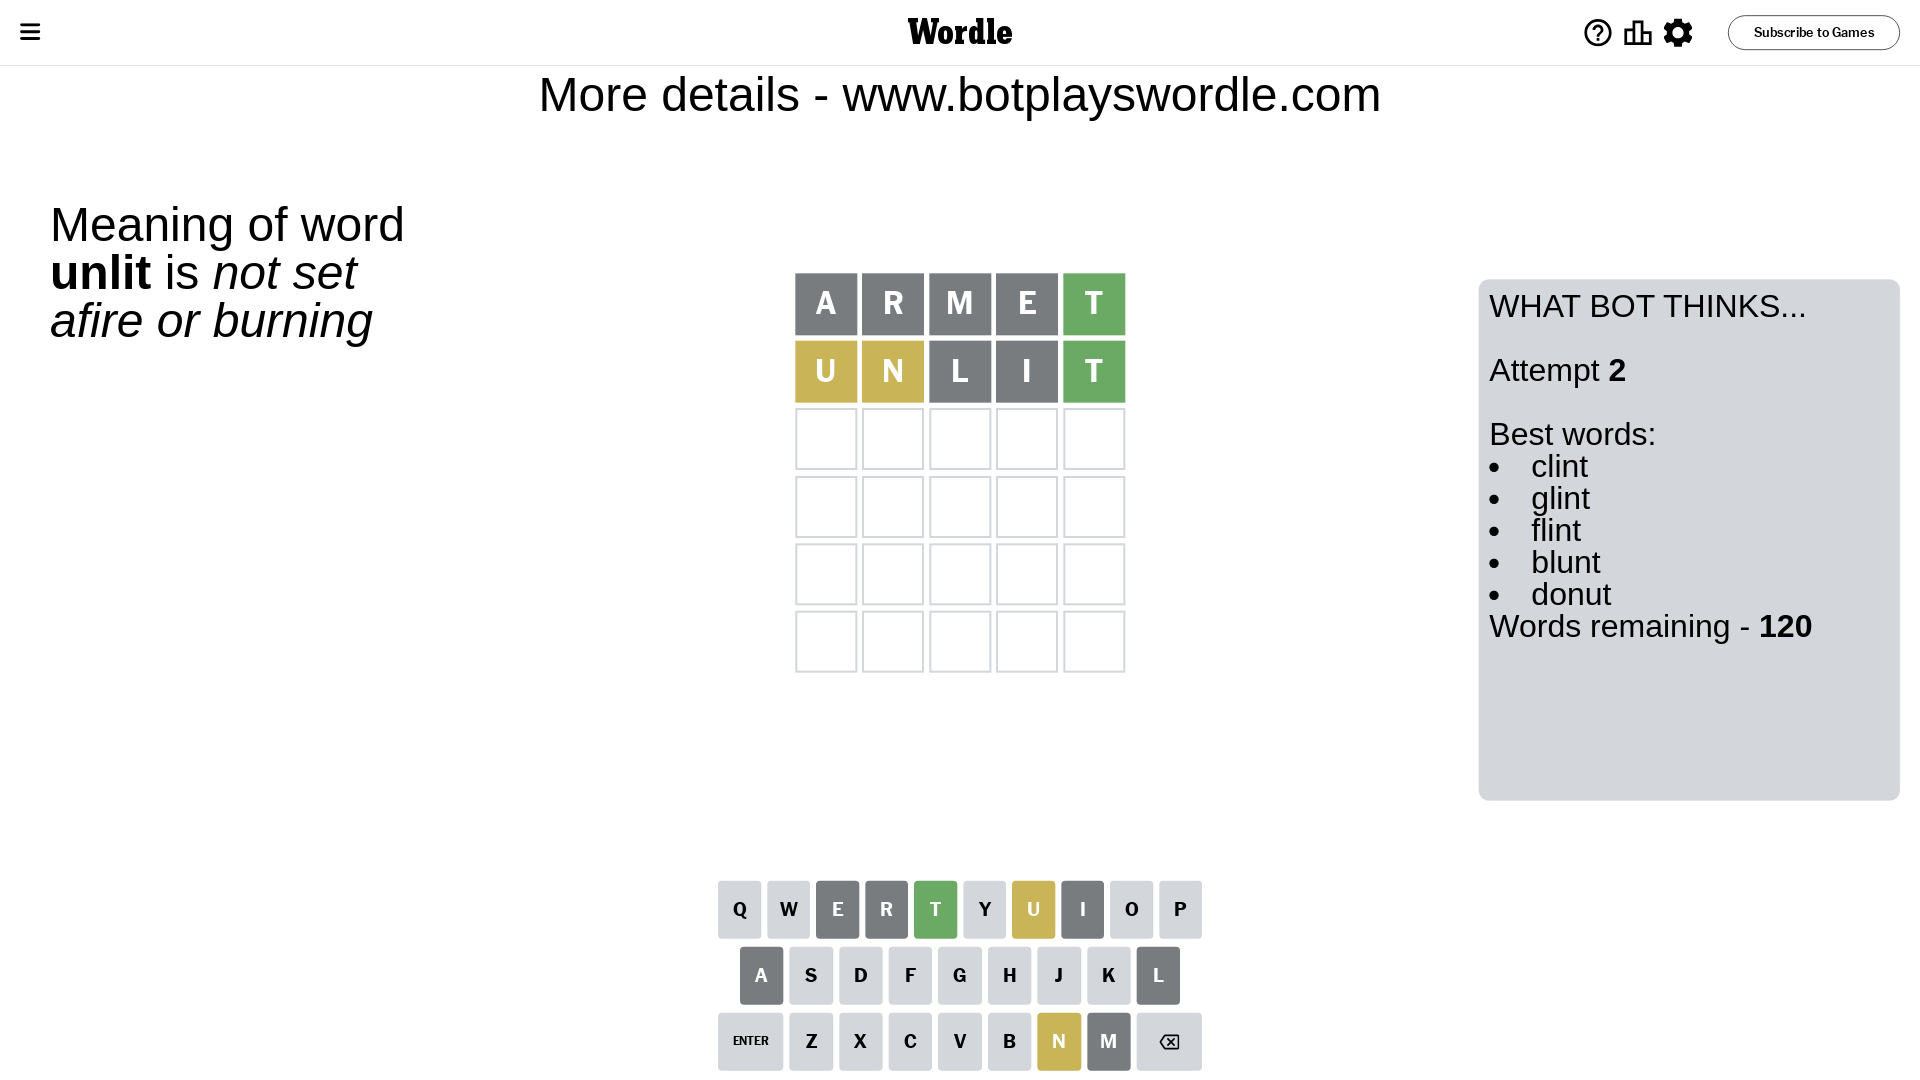 Wordle
Subscribe to Games
More details - www.botplayswordle.com
Meaning of word
unlit is not set
afire or burning
A R M E T
U N L I T
WHAT BOT THINKS...
Attempt 2
Best words:
• clint
• glint
• flint
• blunt
• donut
Words remaining - 120
Q W E R T Y U I O P
A S D F G H J K L
ENTER Z X C V B N M